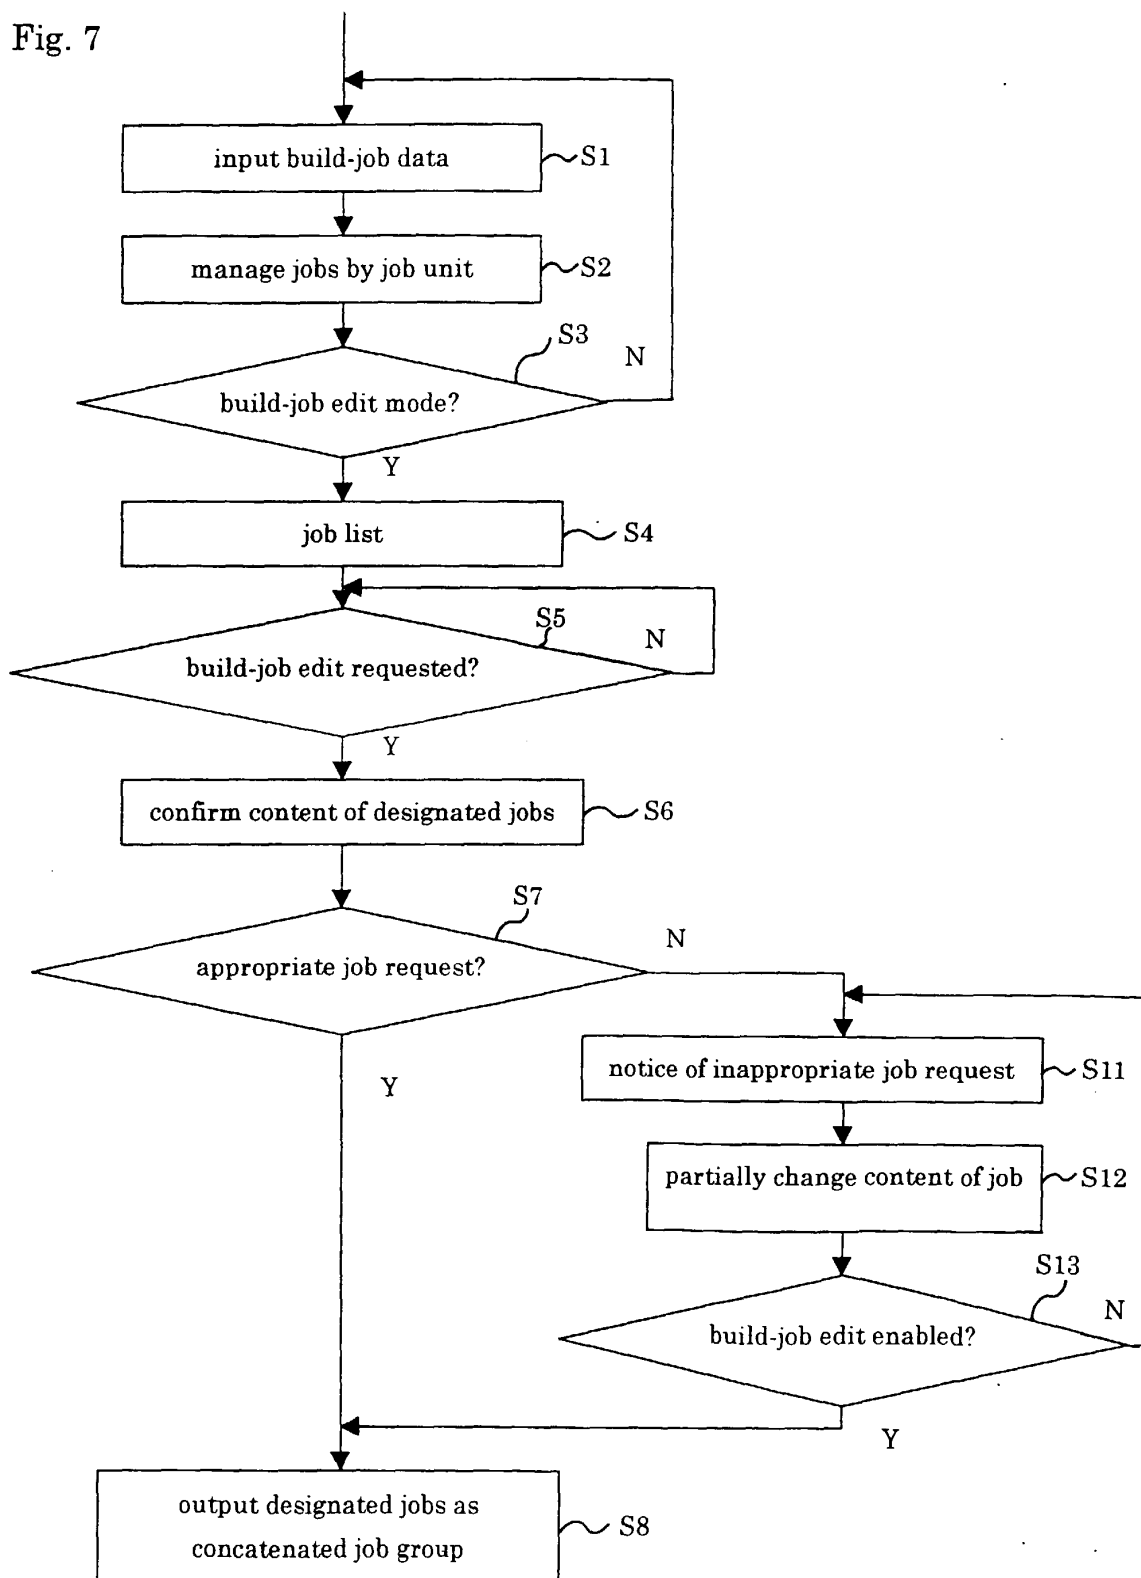 Fig. 7
input build-job data
S1
manage jobs by job unit
S2
S3
N
build-job edit mode?
Y
job list
S4
S5
N
build-job edit requested?
Y
confirm content of designated jobs
S6
S7
N
appropriate job request?
Y
notice of inappropriate job request
S11
partially change content of job
S12
S13
N
build-job edit enabled?
Y
output designated jobs as
concatenated job group
S8